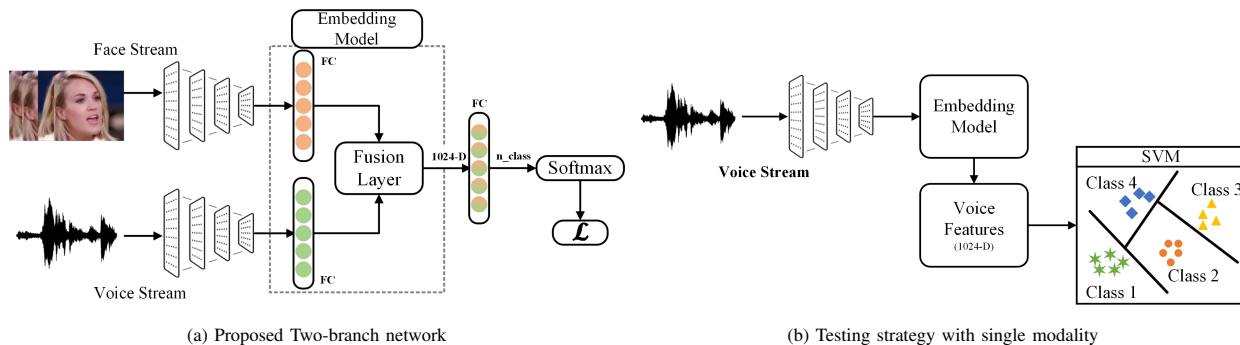 Embedding
Model
Face Stream
FC
FC
Fusion
Layer
1024-D
n_class
Softmax
ℒ
FC
Voice Stream
(a) Proposed Two-branch network
Voice Stream
Embedding
Model
Voice
Features
(1024-D)
SVM
Class 4
Class 3
Class 2
Class 1
(b) Testing strategy with single modality